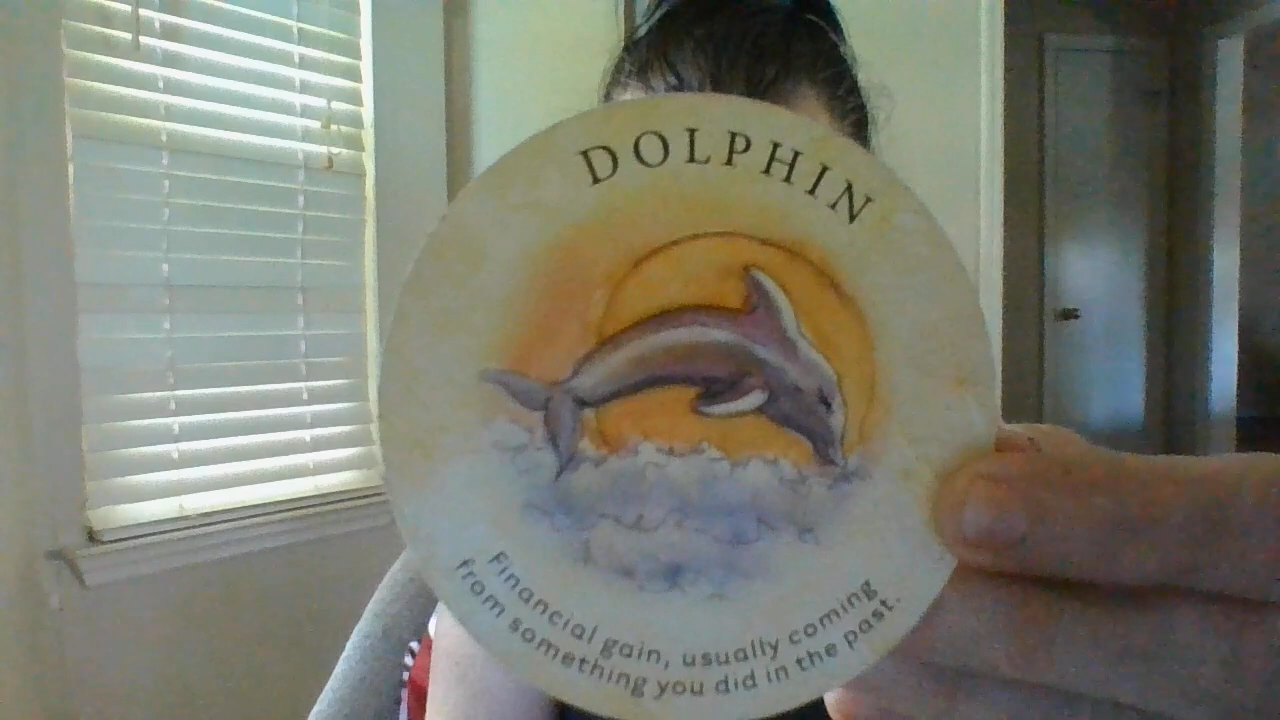 DOLPHIN
Financial gain, usually coming
from something you did in the past.